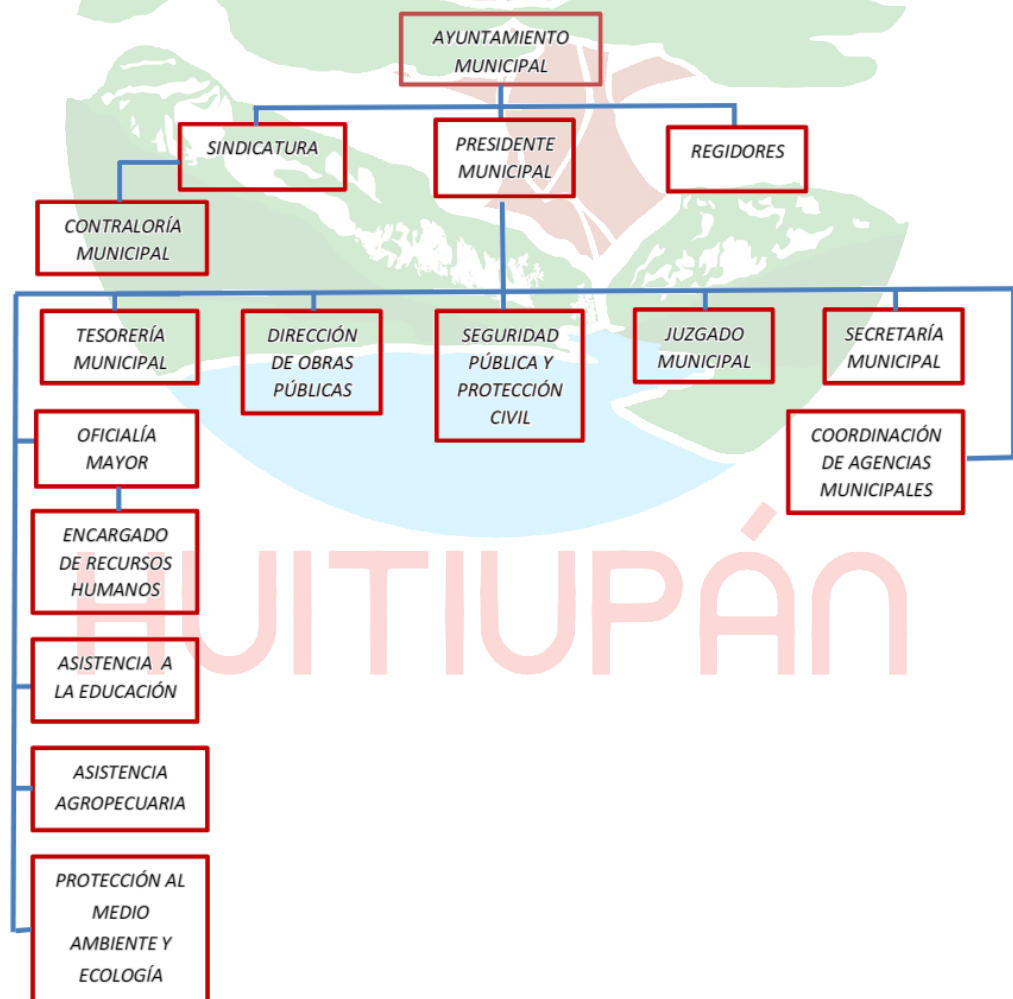 AYUNTAMIENTO
MUNICIPAL
SINDICATURA
PRESIDENTE
MUNICIPAL
REGIDORES
CONTRALORÍA
MUNICIPAL
TESORERÍA
MUNICIPAL
DIRECCIÓN
DE OBRAS
PÚBLICAS
SEGURIDAD
PÚBLICA Y
PROTECCIÓN
CIVIL
JUZGADO
MUNICIPAL
SECRETARÍA
MUNICIPAL
OFICIALÍA
MAYOR
COORDINACIÓN
DE AGENCIAS
MUNICIPALES
ENCARGADO
DE RECURSOS
HUMANOS
HUITIUPÁN
ASISTENCIA A
LA EDUCACIÓN
ASISTENCIA
AGROPECUARIA
PROTECCIÓN AL
MEDIO
AMBIENTE Y
ECOLOGÍA